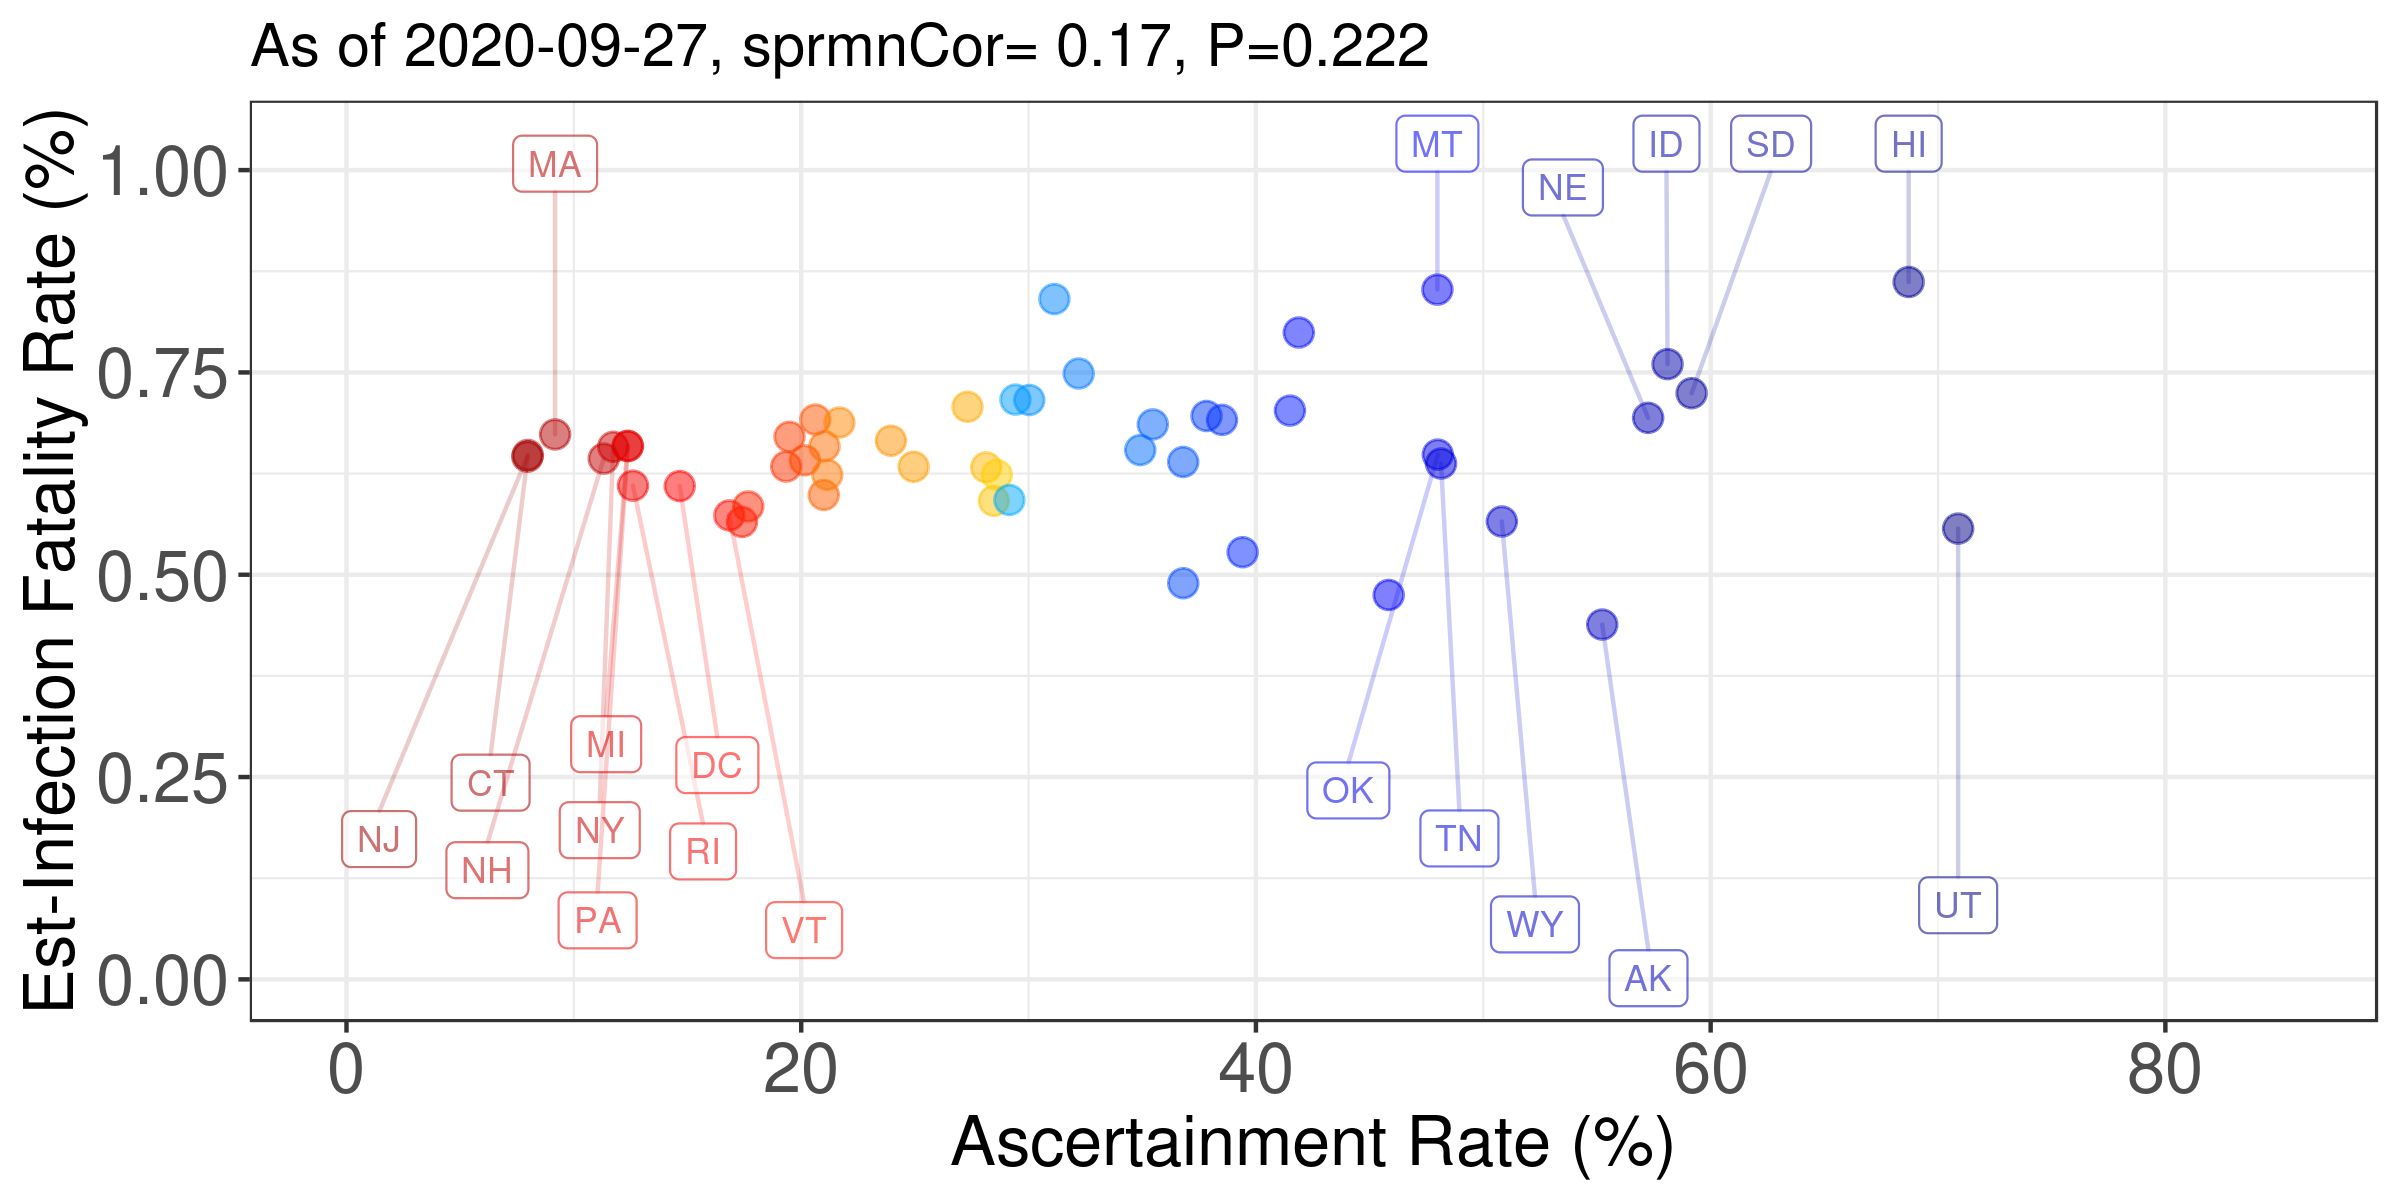 As of 2020-09-27, sprmnCor= 0.17, P=0.222
Est-Infection Fatality Rate (%)
1.00
0.75
0.50
0.25
0.00
MA
MT
NE
ID
SD
HI
MI
DC
CT
NJ
NH
NY
RI
PA
VT
OK
TN
WY
AK
UT
0
20
40
60
80
Ascertainment Rate (%)